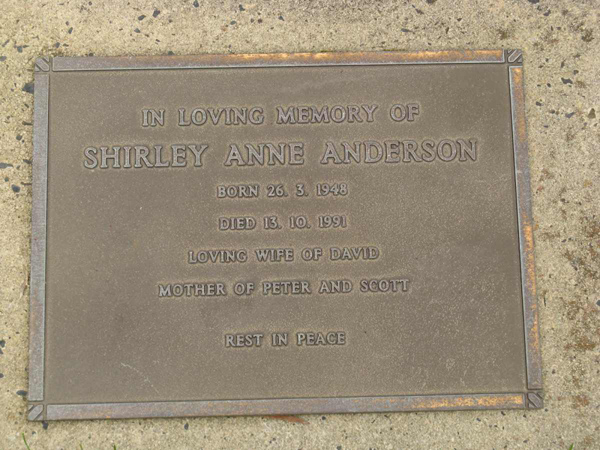 IN LOVING MEMORY OF
SHIRLEY ANNE ANDERSON
BORN 26. 3. 1948
DIED 13. 10. 1991
LOVING WIFE OF DAVID
MOTHER OF PETER AND SCOTT
REST IN PEACE